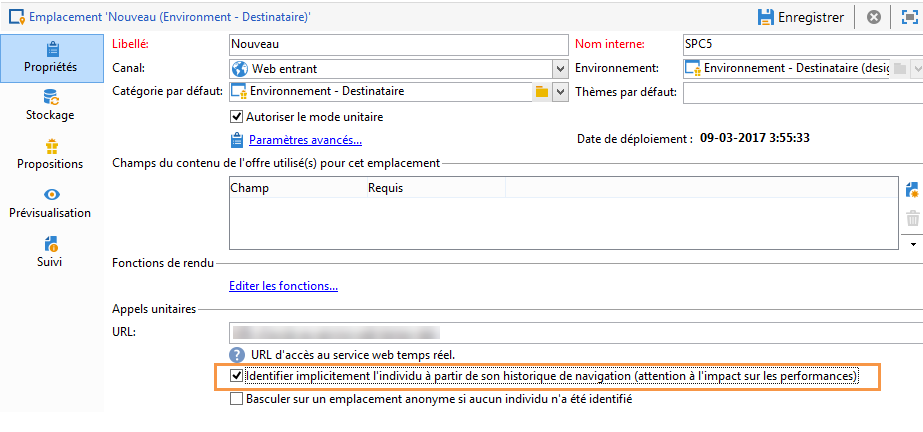 Emplacement 'Nouveau (Environment - Destinataire)'
Enregistrer
Propriétés
Stockage
Propositions
Prévisualisation
Suivi
Libellé: Nouveau Nom interne: SPC5
Canal: Web entrant Environnement: Environnement - Destinataire (desig
Catégorie par défaut: Environnement - Destinataire Thèmes par défaut:
Autoriser le mode unitaire
Paramètres avancés... Date de déploiement : 09-03-2017 3:55:33
Champs du contenu de l'offre utilisé(s) pour cet emplacement
Champ Requis
Fonctions de rendu
Editer les fonctions...
Appels unitaires
URL:
URL d'accès au service web temps réel.
Identifier implicitement l'individu à partir de son historique de navigation (attention à l'impact sur les performances)
Basculer sur un emplacement anonyme si aucun individu n'a été identifié